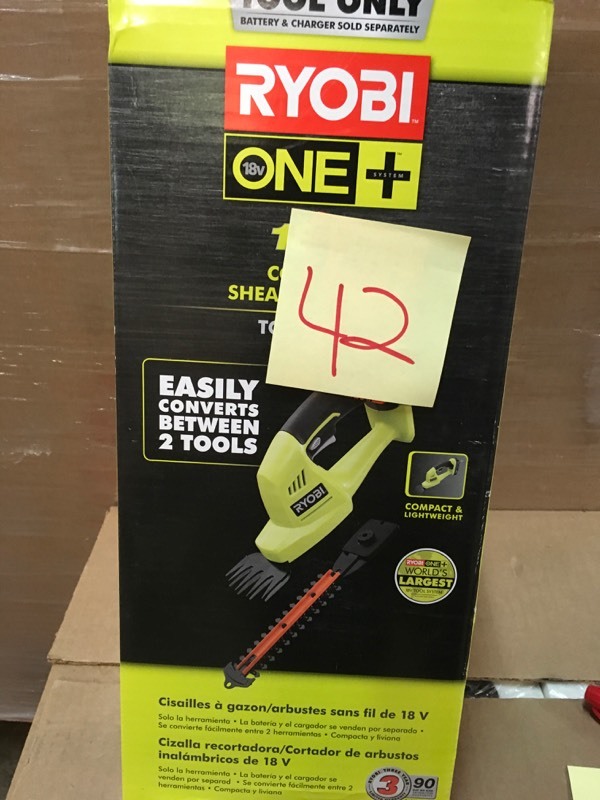 TOOL ONLY
BATTERY & CHARGER SOLD SEPARATELY
RYOBI
18v ONE+ SYSTEM
42
EASILY
CONVERTS
BETWEEN
2 TOOLS
RYOBI
COMPACT &
LIGHTWEIGHT
RYOBI ONE+
WORLD'S
LARGEST
Cisailles à gazon/arbustes sans fil de 18 V
Solo la herramienta • La batería y el cargador se venden por separado •
Se convierte fácilmente entre 2 herramientas • Compacta y liviana
Cizalla recortadora/Cortador de arbustos
inalámbricos de 18 V
Solo la herramienta • La batería y el cargador se
venden por separad • Se convierte fácilmente entre 2
herramientas • Compacta y liviana
3
90